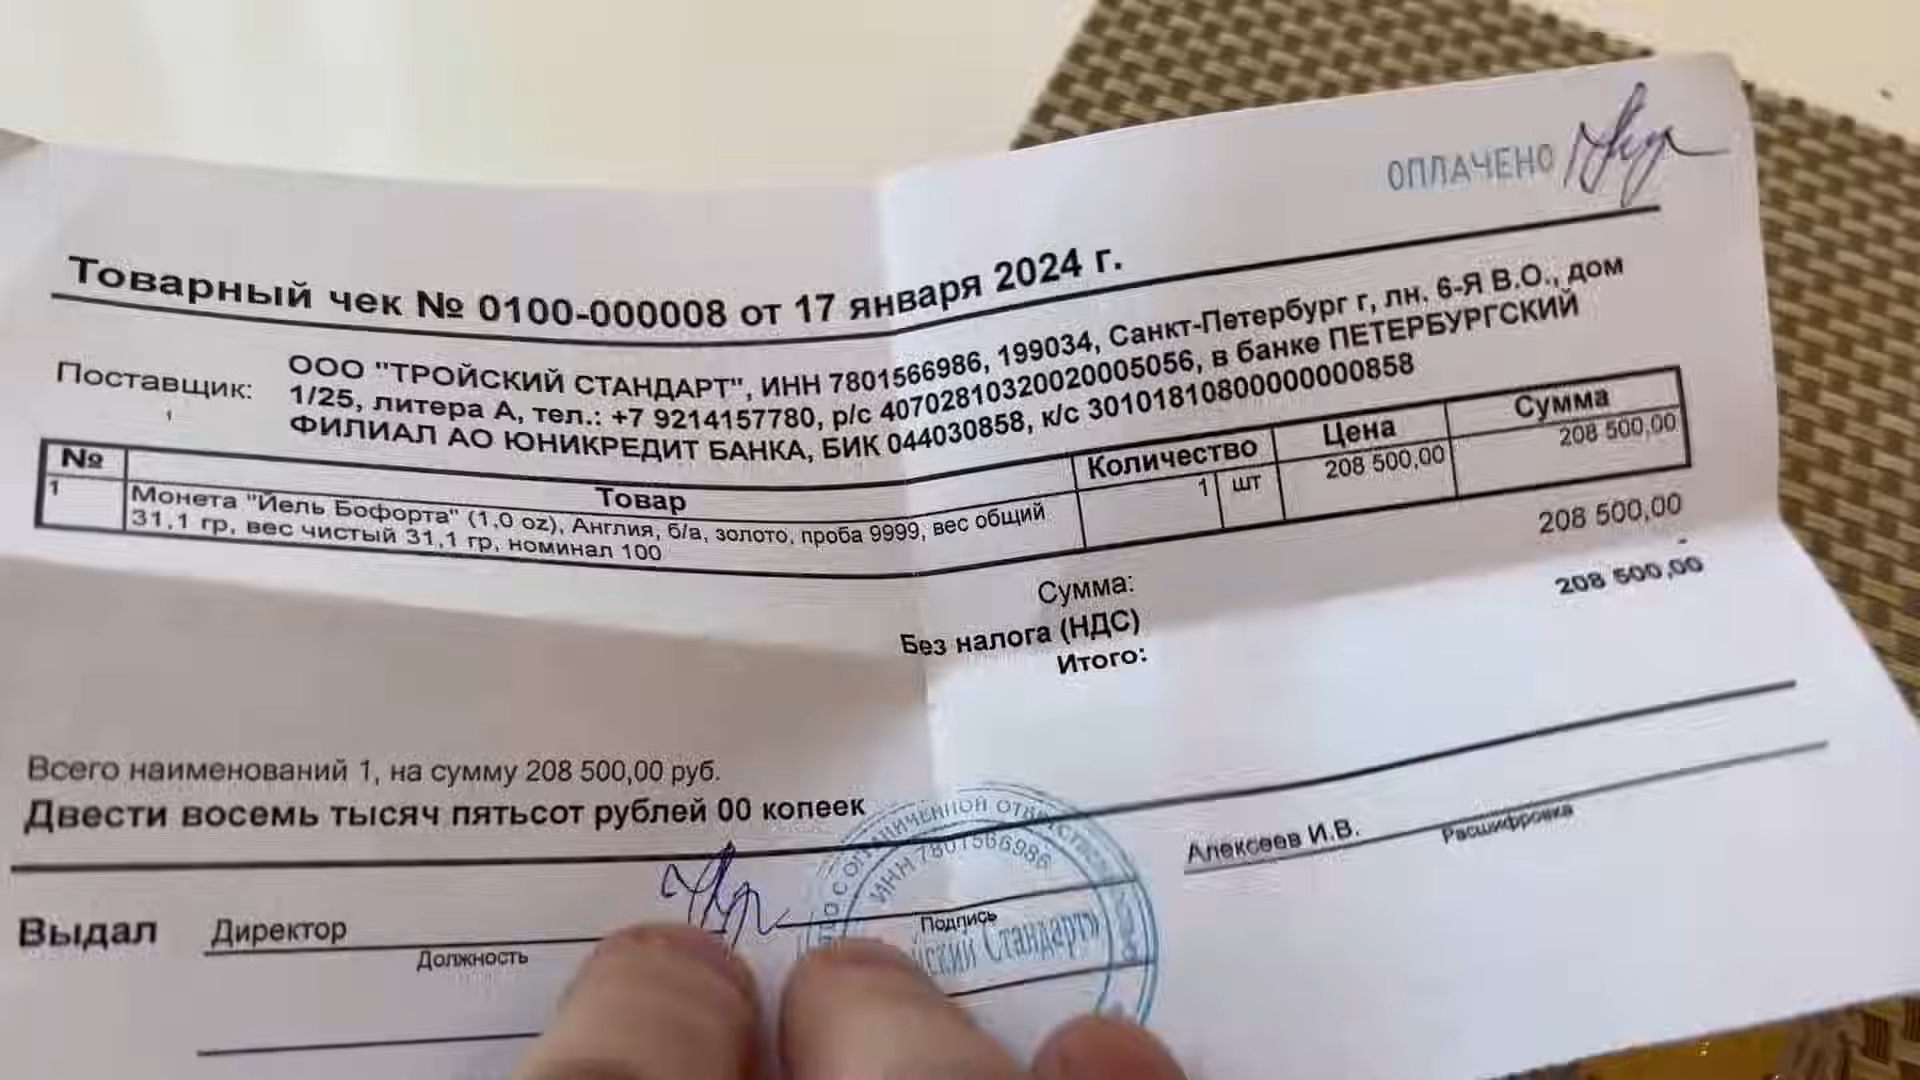 ОПЛАЧЕНО
Товарный чек № 0100-000008 от 17 января 2024 г.
Поставщик: ООО "ТРОЙСКИЙ СТАНДАРТ", ИНН 7801566986, 199034, Санкт-Петербург г, лн. 6-Я В.О., дом
1/25, литера А, тел.: +7 9214157780, р/с 40702810320020005056, в банке ПЕТЕРБУРГСКИЙ
ФИЛИАЛ АО ЮНИКРЕДИТ БАНКА, БИК 044030858, к/с 30101810800000000858
№ Товар Количество Цена Сумма
1 Монета "Йель Бофорта" (1,0 oz), Англия, б/а, золото, проба 9999, вес общий 1 шт 208 500,00 208 500,00
31,1 гр, вес чистый 31,1 гр, номинал 100
Сумма: 208 500,00
Без налога (НДС) -
Итого: 208 500,00
Всего наименований 1, на сумму 208 500,00 руб.
Двести восемь тысяч пятьсот рублей 00 копеек
Выдал Директор Алексеев И.В.
Должность Подпись Расшифровка
ИНН 7801566986
Стандарт»